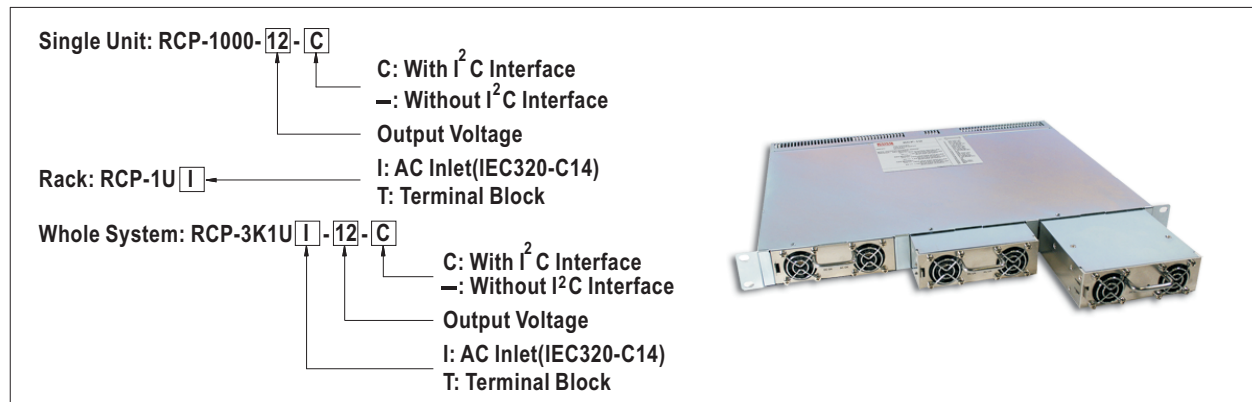 Single Unit: RCP-1000-12-C
C: With I²C Interface
–: Without I²C Interface
Output Voltage
Rack: RCP-1U I
I: AC Inlet(IEC320-C14)
T: Terminal Block
Whole System: RCP-3K1U I -12-C
C: With I²C Interface
–: Without I²C Interface
Output Voltage
I: AC Inlet(IEC320-C14)
T: Terminal Block